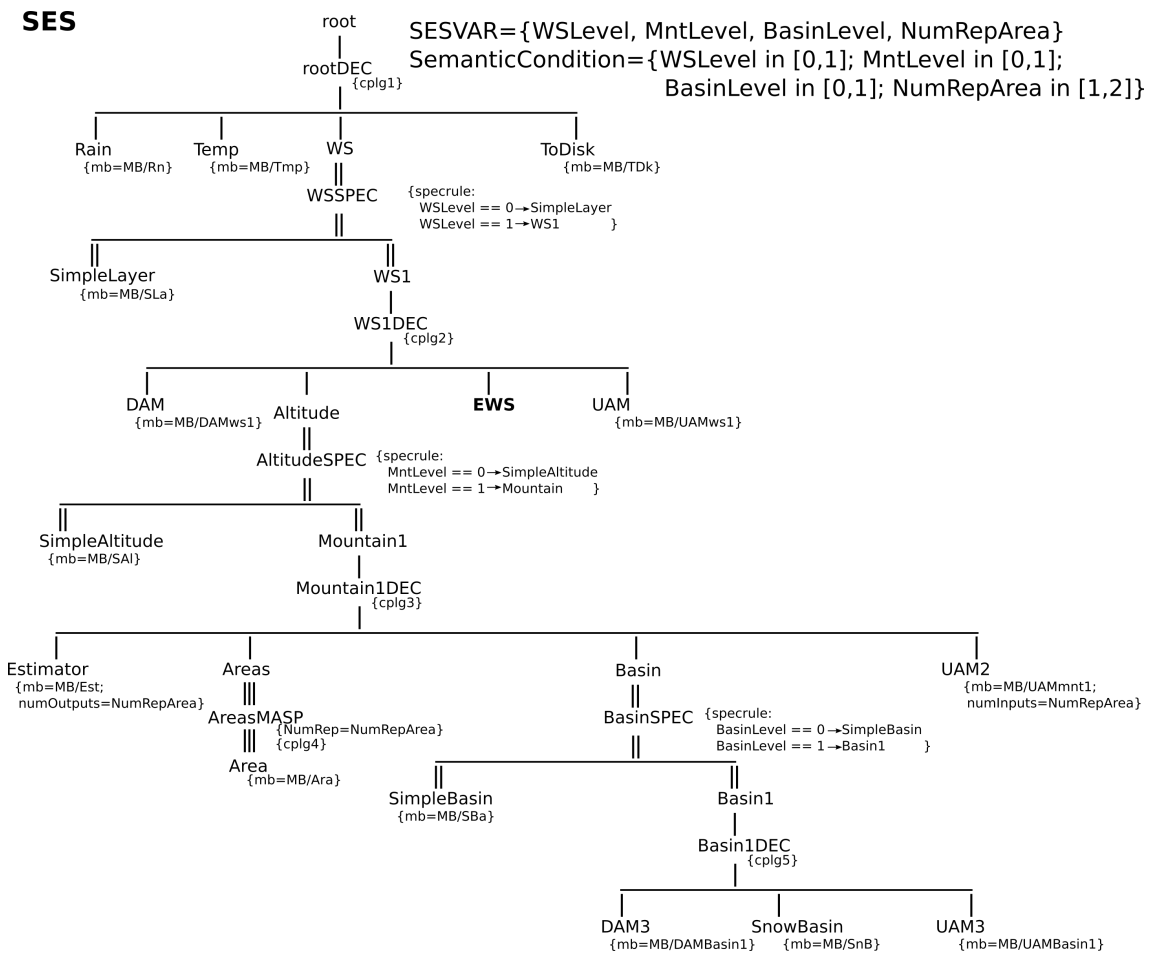 SES
root
SESVAR={WSLevel, MntLevel, BasinLevel, NumRepArea}
SemanticCondition={WSLevel in [0,1]; MntLevel in [0,1];
BasinLevel in [0,1]; NumRepArea in [1,2]}
rootDEC
{cplg1}
Rain
{mb=MB/Rn}
Temp
{mb=MB/Tmp}
WS
ToDisk
{mb=MB/TDk}
WSSPEC
{specrule:
WSLevel == 0→SimpleLayer
WSLevel == 1→WS1 }
SimpleLayer
{mb=MB/SLa}
WS1
WS1DEC
{cplg2}
DAM
{mb=MB/DAMws1}
Altitude
EWS
UAM
{mb=MB/UAMws1}
AltitudeSPEC
{specrule:
MntLevel == 0→SimpleAltitude
MntLevel == 1→Mountain }
SimpleAltitude
{mb=MB/SAl}
Mountain1
Mountain1DEC
{cplg3}
Estimator
{mb=MB/Est;
numOutputs=NumRepArea}
Areas
Basin
UAM2
{mb=MB/UAMmnt1;
numInputs=NumRepArea}
AreasMASP
{NumRep=NumRepArea}
{cplg4}
Area
{mb=MB/Ara}
BasinSPEC
{specrule:
BasinLevel == 0→SimpleBasin
BasinLevel == 1→Basin1 }
SimpleBasin
{mb=MB/SBa}
Basin1
Basin1DEC
{cplg5}
DAM3
{mb=MB/DAMBasin1}
SnowBasin
{mb=MB/SnB}
UAM3
{mb=MB/UAMBasin1}